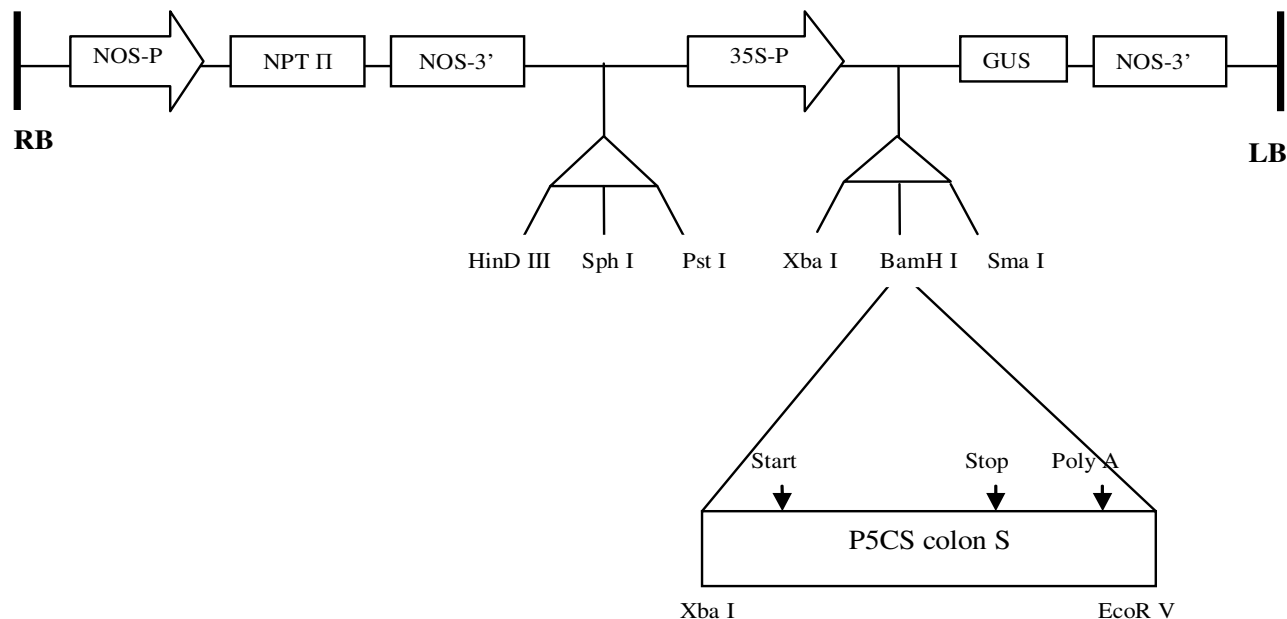 NOS-P NPT II NOS-3’ 35S-P GUS NOS-3’
RB LB
HinD III Sph I Pst I Xba I BamH I Sma I
Start Stop Poly A
P5CS colon S
Xba I EcoR V